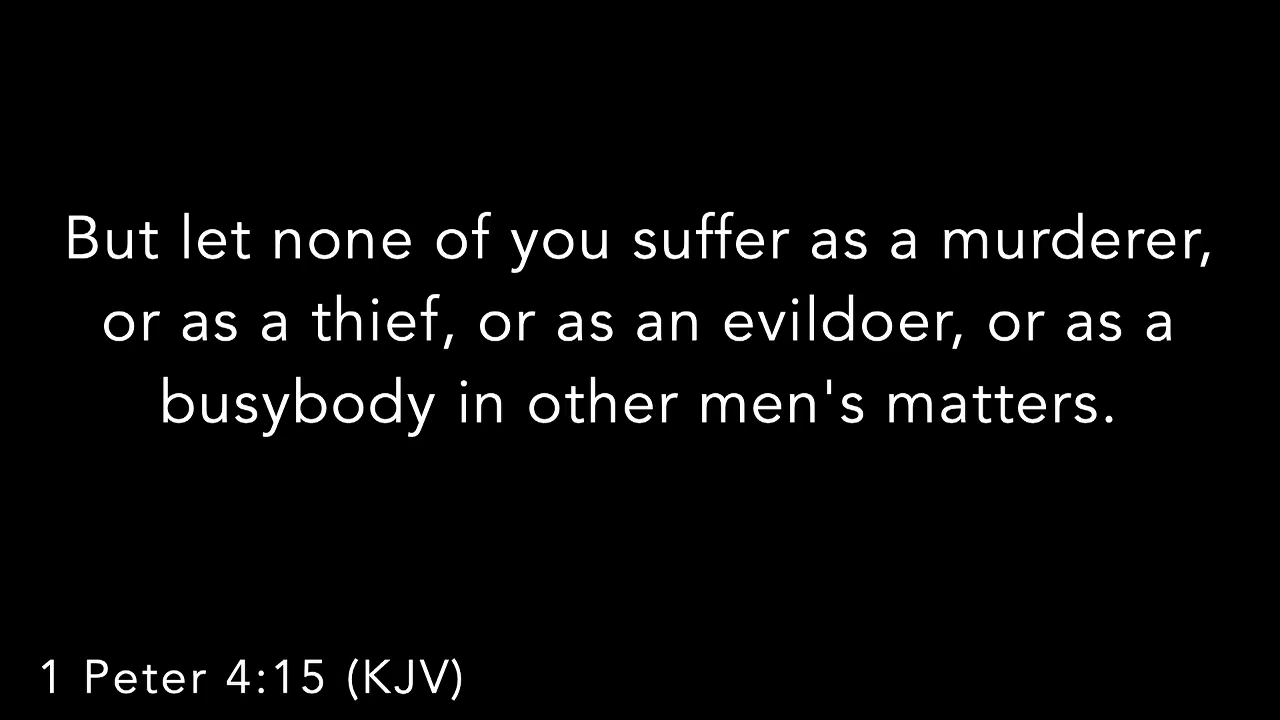 But let none of you suffer as a murderer,
or as a thief, or as an evildoer, or as a
busybody in other men's matters.
1 Peter 4:15 (KJV)